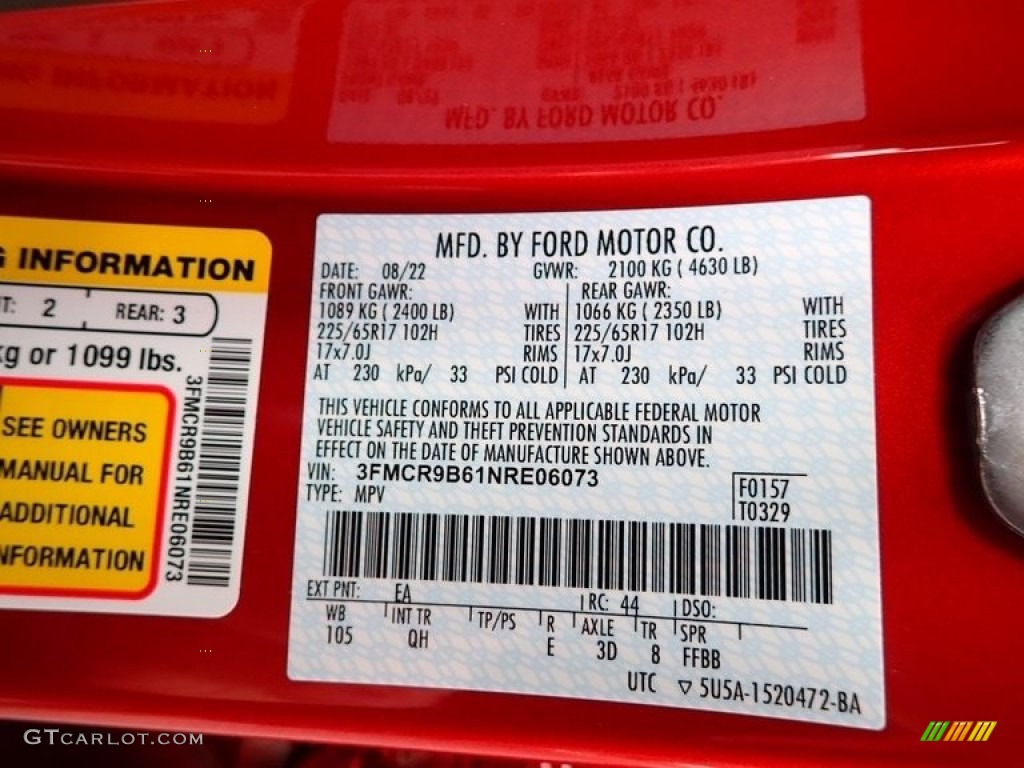 MFD. BY FORD MOTOR CO.
DATE: 08/22 GVWR: 2100 KG ( 4630 LB)
FRONT GAWR: REAR GAWR:
1089 KG ( 2400 LB) WITH 1066 KG ( 2350 LB) WITH
225/65R17 102H TIRES 225/65R17 102H TIRES
17x7.0J RIMS 17x7.0J RIMS
AT 230 kPa/ 33 PSI COLD AT 230 kPa/ 33 PSI COLD
THIS VEHICLE CONFORMS TO ALL APPLICABLE FEDERAL MOTOR
VEHICLE SAFETY AND THEFT PREVENTION STANDARDS IN
EFFECT ON THE DATE OF MANUFACTURE SHOWN ABOVE.
VIN: 3FMCR9B61NRE06073
TYPE: MPV
F0157
T0329
EXT PNT: EA RC: 44 DSO:
WB INT TR TP/PS R AXLE TR SPR
105 QH E 3D 8 FFBB
UTC ▽ 5U5A-1520472-BA
G INFORMATION
T: 2 REAR: 3
kg or 1099 lbs.
SEE OWNERS
MANUAL FOR
ADDITIONAL
NFORMATION
3FMCR9B61NRE06073
MFD. BY FORD MOTOR CO.
GTCARLOT.COM